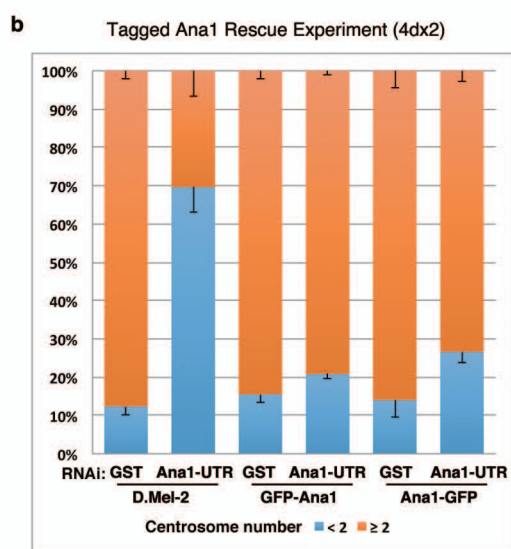 b
Tagged Ana1 Rescue Experiment (4dx2)
100%
90%
80%
70%
60%
50%
40%
30%
20%
10%
0%
RNAi: GST Ana1-UTR GST Ana1-UTR GST Ana1-UTR
D.Mel-2 GFP-Ana1 Ana1-GFP
Centrosome number < 2 ≥ 2